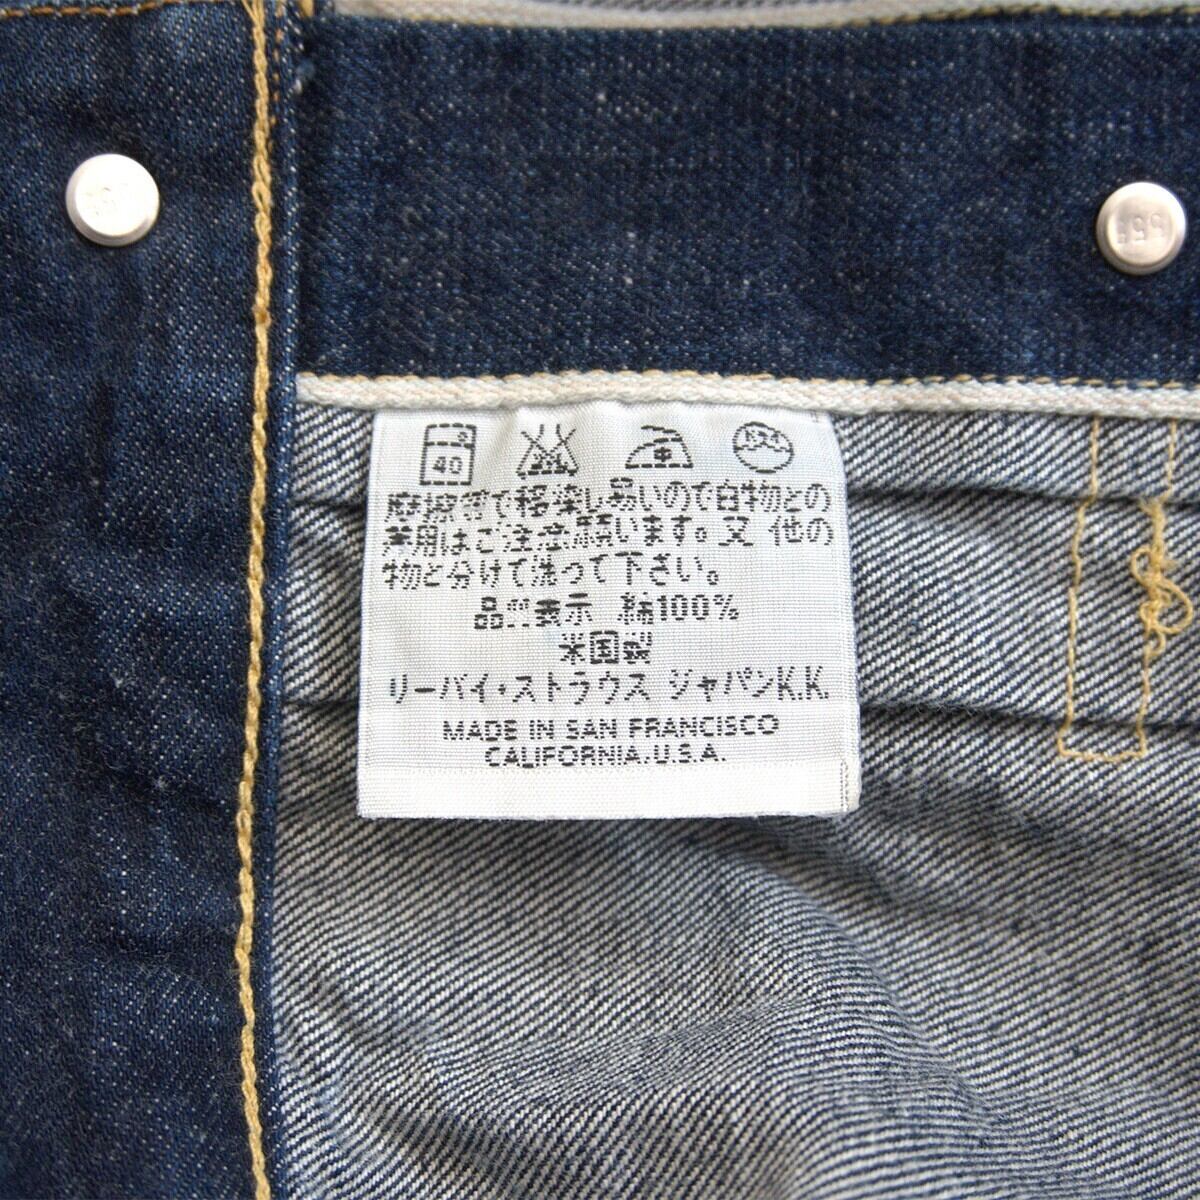 40
摩擦等で移染し易いので白物との
着用はご注意願います。又 他の
物と分けて洗って下さい。
品質表示 綿100%
米国製
リーバイ・ストラウス ジャパンK.K.
MADE IN SAN FRANCISCO
CALIFORNIA.U.S.A.